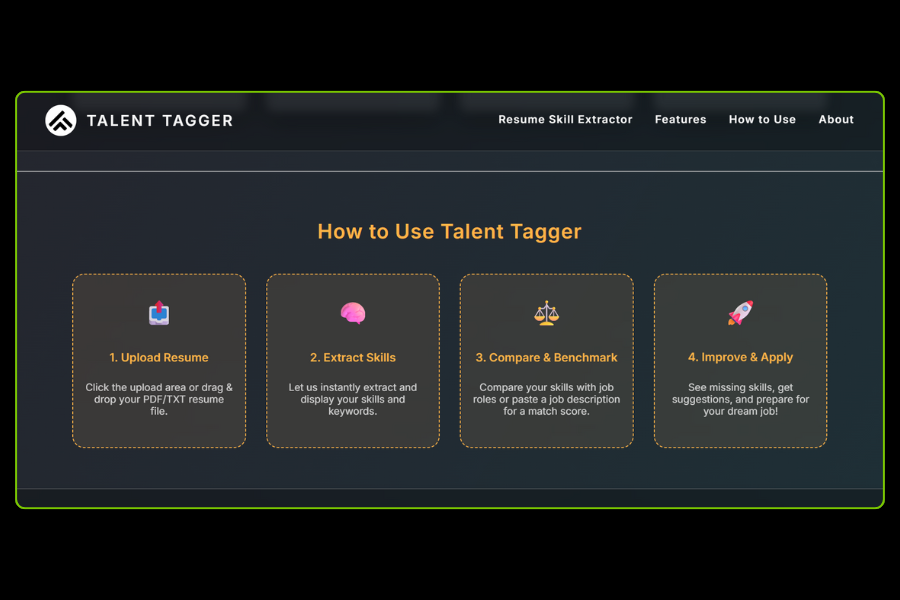 TALENT TAGGER
Resume Skill Extractor
Features
How to Use
About
How to Use Talent Tagger
1. Upload Resume
Click the upload area or drag &
drop your PDF/TXT resume
file.
2. Extract Skills
Let us instantly extract and
display your skills and
keywords.
3. Compare & Benchmark
Compare your skills with job
roles or paste a job description
for a match score.
4. Improve & Apply
See missing skills, get
suggestions, and prepare for
your dream job!